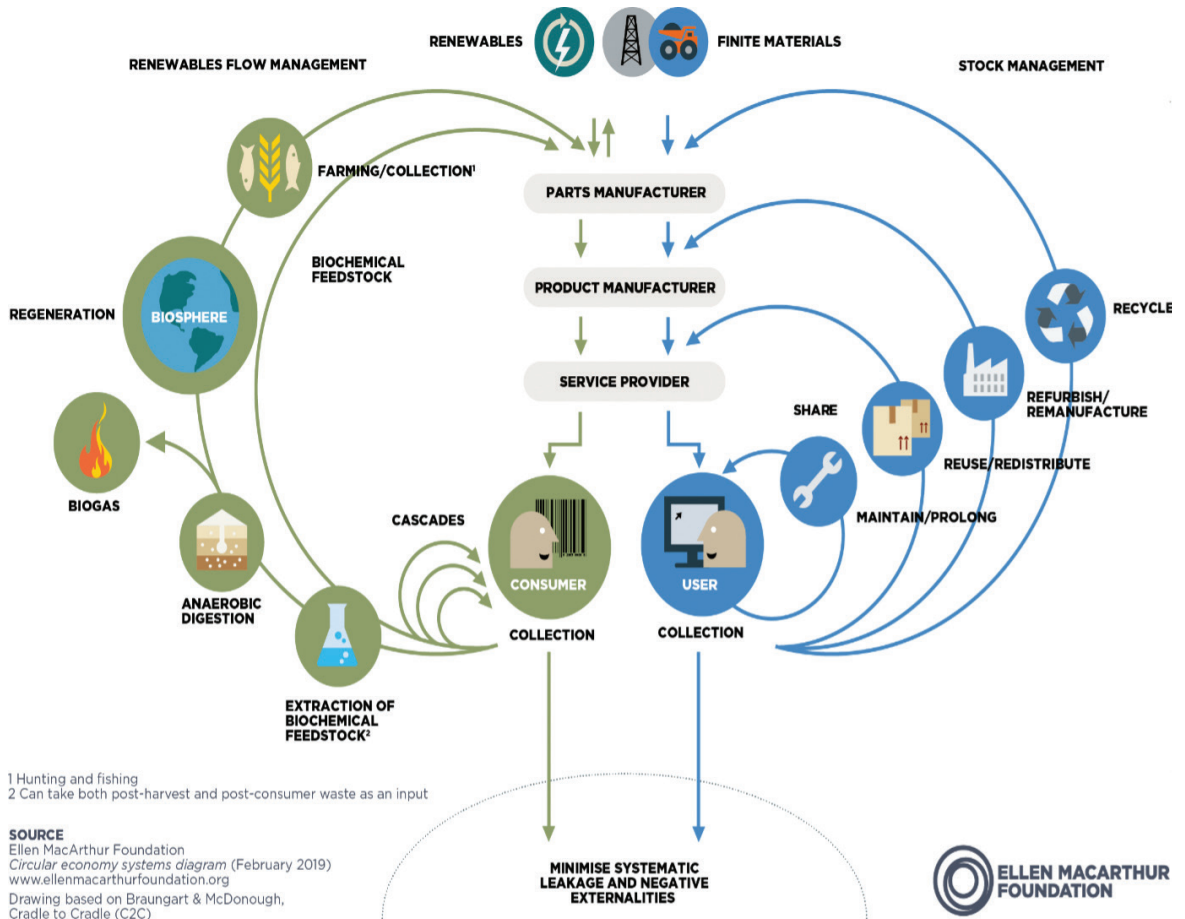 RENEWABLES
FINITE MATERIALS
RENEWABLES FLOW MANAGEMENT
STOCK MANAGEMENT
FARMING/COLLECTION¹
PARTS MANUFACTURER
BIOCHEMICAL
FEEDSTOCK
PRODUCT MANUFACTURER
REGENERATION
BIOSPHERE
RECYCLE
SERVICE PROVIDER
SHARE
REFURBISH/
REMANUFACTURE
REUSE/REDISTRIBUTE
BIOGAS
CASCADES
MAINTAIN/PROLONG
CONSUMER
USER
ANAEROBIC
DIGESTION
COLLECTION
COLLECTION
EXTRACTION OF
BIOCHEMICAL
FEEDSTOCK²
1 Hunting and fishing
2 Can take both post-harvest and post-consumer waste as an input
SOURCE
Ellen MacArthur Foundation
Circular economy systems diagram (February 2019)
www.ellenmacarthurfoundation.org
Drawing based on Braungart & McDonough,
Cradle to Cradle (C2C)
MINIMISE SYSTEMATIC
LEAKAGE AND NEGATIVE
EXTERNALITIES
ELLEN MACARTHUR
FOUNDATION